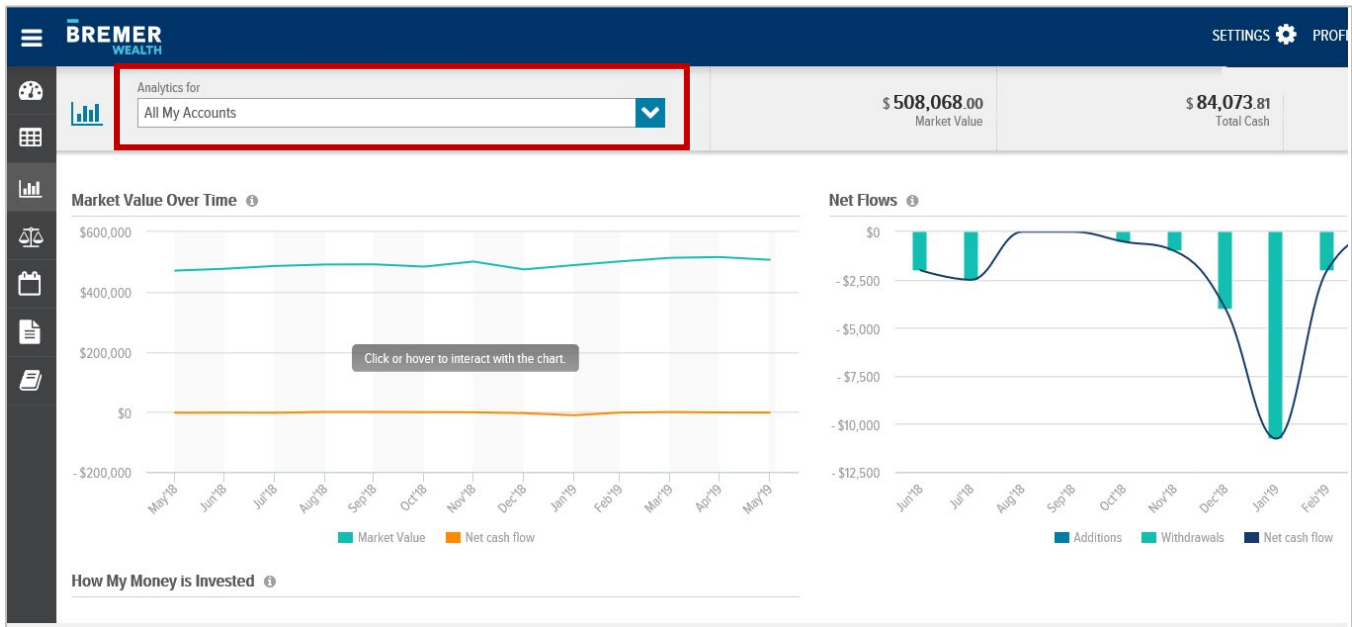 BREMER
WEALTH
SETTINGS
PROFI
Analytics for
All My Accounts
$ 508,068.00
Market Value
$ 84,073.81
Total Cash
Market Value Over Time
$600,000
$400,000
$200,000
$0
- $200,000
Click or hover to interact with the chart.
May'18 Jun'18 Jul'18 Aug'18 Sep'18 Oct'18 Nov'18 Dec'18 Jan'19 Feb'19 Mar'19 Apr'19 May'19
Market Value Net cash flow
Net Flows
$0
- $2,500
- $5,000
- $7,500
- $10,000
- $12,500
Jun'18 Jul'18 Aug'18 Sep'18 Oct'18 Nov'18 Dec'18 Jan'19 Feb'19
Additions Withdrawals Net cash flow
How My Money is Invested